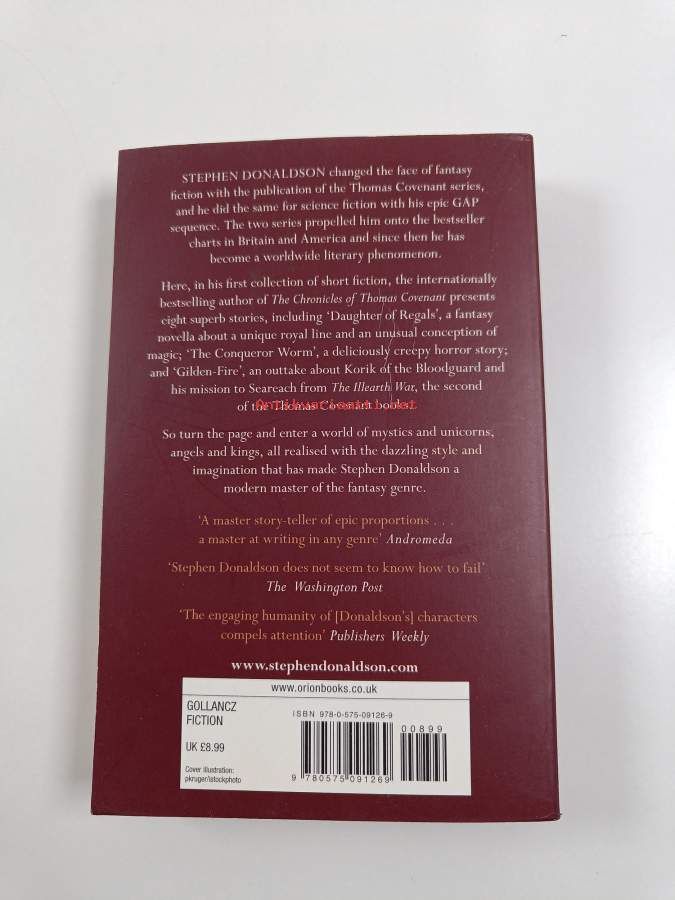 STEPHEN DONALDSON changed the face of fantasy
fiction with the publication of the Thomas Covenant series,
and he did the same for science fiction with his epic GAP
sequence. The two series propelled him onto the bestseller
charts in Britain and America and since then he has
become a worldwide literary phenomenon.
Here, in his first collection of short fiction, the internationally
bestselling author of The Chronicles of Thomas Covenant presents
eight superb stories, including ‘Daughter of Regals’, a fantasy
novella about a unique royal line and an unusual conception of
magic; ‘The Conqueror Worm’, a deliciously creepy horror story;
and ‘Gilden-Fire’, an outtake about Korik of the Bloodguard and
his mission to Seareach from The Illearth War, the second
of the Thomas Covenant books.
Antikvariaatti.net
So turn the page and enter a world of mystics and unicorns,
angels and kings, all realised with the dazzling style and
imagination that has made Stephen Donaldson a
modern master of the fantasy genre.
‘A master story-teller of epic proportions . . .
a master at writing in any genre’ Andromeda
‘Stephen Donaldson does not seem to know how to fail’
The Washington Post
‘The engaging humanity of [Donaldson's] characters
compels attention’ Publishers Weekly
www.stephendonaldson.com
www.orionbooks.co.uk
GOLLANCZ
FICTION
UK £8.99
Cover illustration:
pkruger/istockphoto
ISBN 978-0-575-09126-9
00899
9 780575 091269